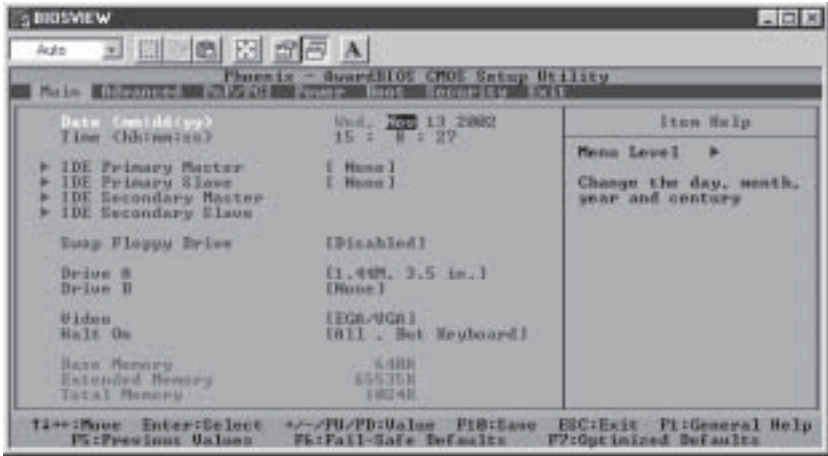 BIOSVIEW
Auto
A
Phoenix - AwardBIOS CMOS Setup Utility
Main Advanced PnP/PCI Power Boot Security Exit
Date (mm:dd:yy) Wed, Nov 13 2002
Time (hh:mm:ss) 15 : 8 : 27
IDE Primary Master [ None]
IDE Primary Slave [ None]
IDE Secondary Master
IDE Secondary Slave
Swap Floppy Drive [Disabled]
Drive A [1.44M, 3.5 in.]
Drive B [None]
Video [EGA/VGA]
Halt On [All , But Keyboard]
Base Memory 640K
Extended Memory 65535K
Total Memory 1024K
Item Help
Menu Level
Change the day, month,
year and century
↑↓→←:Move Enter:Select +/-/PU/PD:Value F10:Save ESC:Exit F1:General Help
F5:Previous Values F6:Fail-Safe Defaults F7:Optimized Defaults